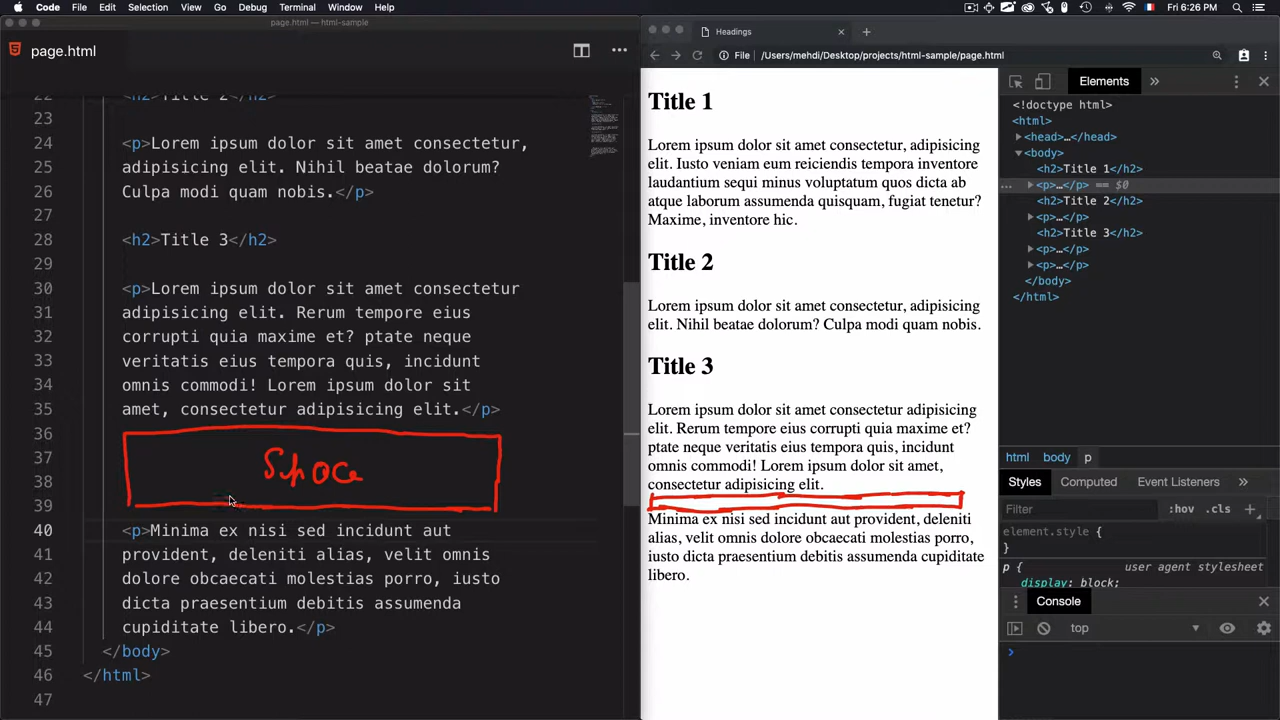 Code File Edit Selection View Go Debug Terminal Window Help Fri 6:26 PM
page.html — html-sample
page.html
22 <h2>Title 2</h2>
23
24 <p>Lorem ipsum dolor sit amet consectetur,
25 adipisicing elit. Nihil beatae dolorum?
26 Culpa modi quam nobis.</p>
27
28 <h2>Title 3</h2>
29
30 <p>Lorem ipsum dolor sit amet consectetur
31 adipisicing elit. Rerum tempore eius
32 corrupti quia maxime et? ptate neque
33 veritatis eius tempora quis, incidunt
34 omnis commodi! Lorem ipsum dolor sit
35 amet, consectetur adipisicing elit.</p>
36
37
Space
38
39
40 <p>Minima ex nisi sed incidunt aut
41 provident, deleniti alias, velit omnis
42 dolore obcaecati molestias porro, iusto
43 dicta praesentium debitis assumenda
44 cupiditate libero.</p>
45 </body>
46 </html>
47
Headings
File /Users/mehdi/Desktop/projects/html-sample/page.html
Title 1
Lorem ipsum dolor sit amet consectetur, adipisicing
elit. Iusto veniam eum reiciendis tempora inventore
laudantium sequi minus voluptatum quos dicta ab
atque laborum assumenda quisquam, fugiat tenetur?
Maxime, inventore hic.
Title 2
Lorem ipsum dolor sit amet consectetur, adipisicing
elit. Nihil beatae dolorum? Culpa modi quam nobis.
Title 3
Lorem ipsum dolor sit amet consectetur adipisicing
elit. Rerum tempore eius corrupti quia maxime et?
ptate neque veritatis eius tempora quis, incidunt
omnis commodi! Lorem ipsum dolor sit amet,
consectetur adipisicing elit.
Minima ex nisi sed incidunt aut provident, deleniti
alias, velit omnis dolore obcaecati molestias porro,
iusto dicta praesentium debitis assumenda cupiditate
libero.
Elements
<!doctype html>
<html>
<head>…</head>
<body>
<h2>Title 1</h2>
<p>…</p> == $0
<h2>Title 2</h2>
<p>…</p>
<h2>Title 3</h2>
<p>…</p>
<p>…</p>
</body>
</html>
html body p
Styles Computed Event Listeners
Filter :hov .cls
element.style {
}
p { user agent stylesheet
display: block;
Console
top